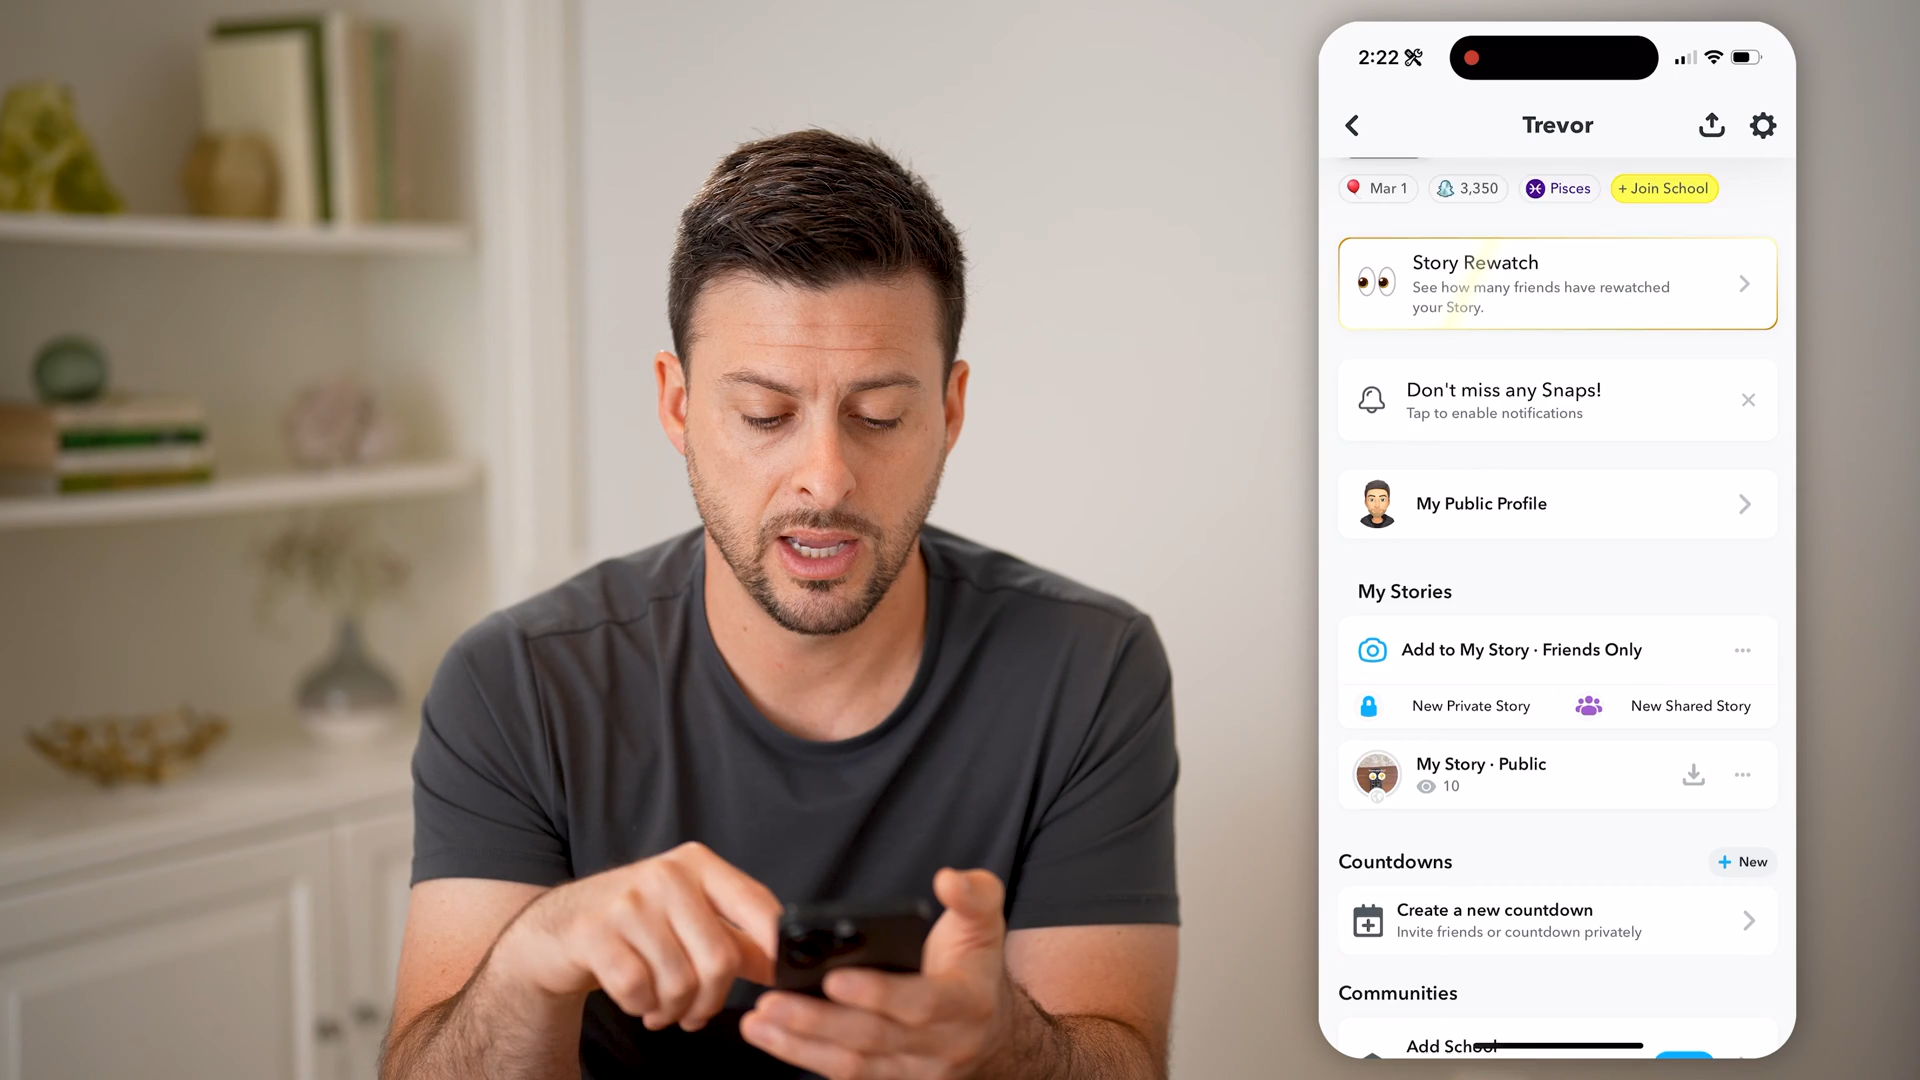 2:22
Trevor
Mar 1
3,350
Pisces
+ Join School
Story Rewatch
See how many friends have rewatched
your Story.
Don't miss any Snaps!
Tap to enable notifications
My Public Profile
My Stories
Add to My Story · Friends Only
New Private Story
New Shared Story
My Story · Public
10
Countdowns
+ New
Create a new countdown
Invite friends or countdown privately
Communities
Add School